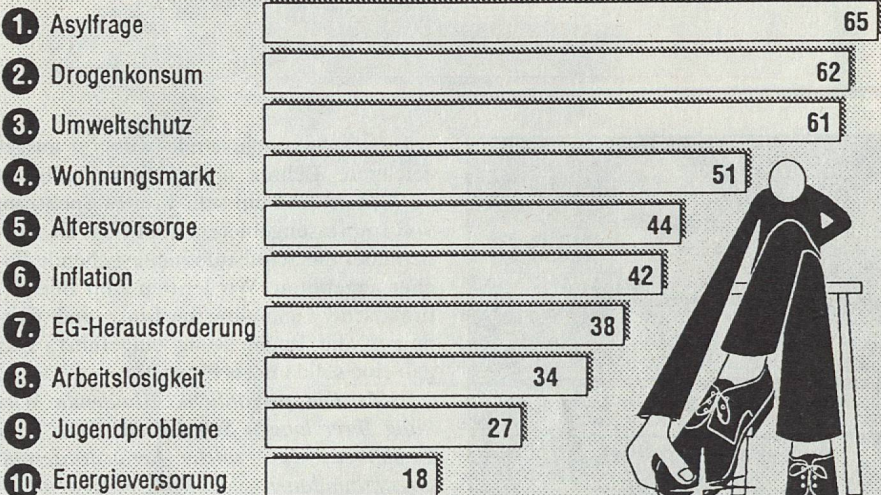 1. Asylfrage 65
2. Drogenkonsum 62
3. Umweltschutz 61
4. Wohnungsmarkt 51
5. Altersvorsorge 44
6. Inflation 42
7. EG-Herausforderung 38
8. Arbeitslosigkeit 34
9. Jugendprobleme 27
10. Energieversorung 18